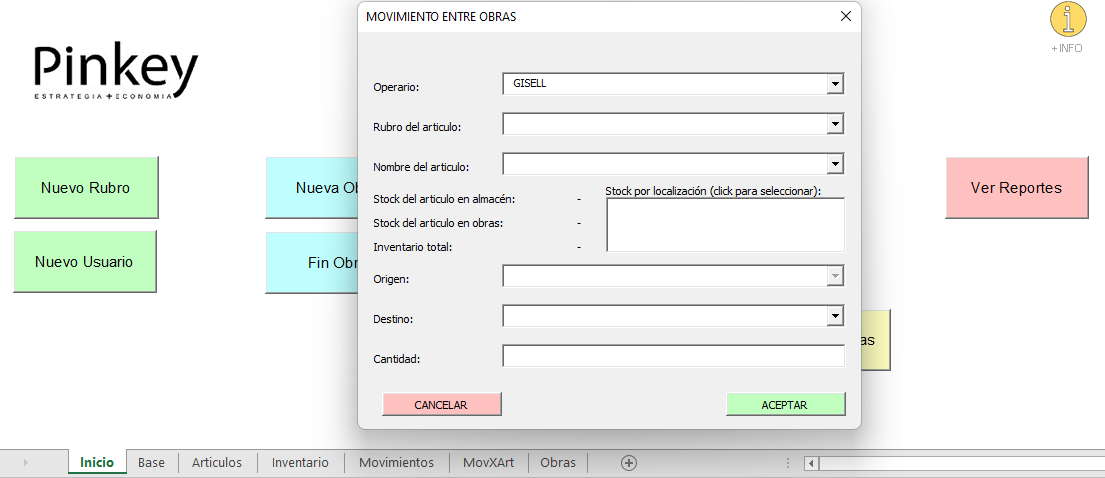 MOVIMIENTO ENTRE OBRAS
+ INFO
Pinkey
ESTRATEGIA + ECONOMIA
Operario: GISELL
Rubro del articulo:
Nombre del articulo:
Stock del articulo en almacén: -
Stock por localización (click para seleccionar):
Stock del articulo en obras: -
Inventario total: -
Origen:
Destino:
Cantidad:
CANCELAR
ACEPTAR
Nuevo Rubro
Nueva Ob
Ver Reportes
Nuevo Usuario
Fin Obr
as
Inicio Base Articulos Inventario Movimientos MovXArt Obras